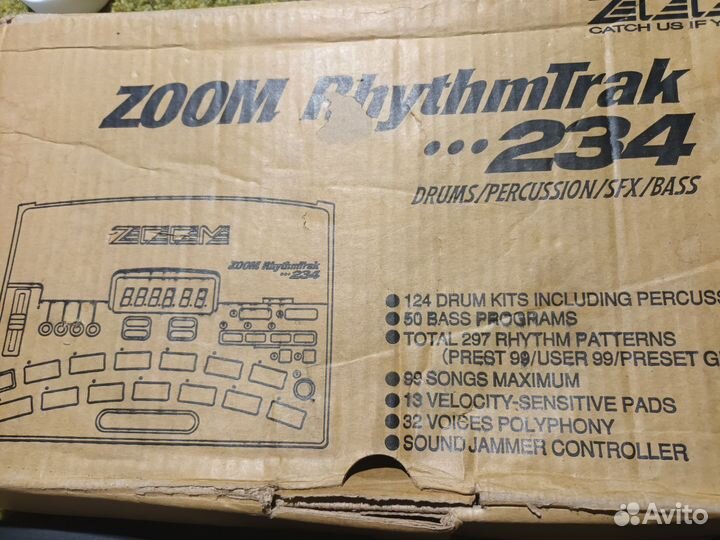 CATCH US IF
ZOOM RhythmTrak
...234
DRUMS/PERCUSSION/SFX/BASS
ZOOM
ZOOM RhythmTrak
...234
● 124 DRUM KITS INCLUDING PERCUSS
● 50 BASS PROGRAMS
● TOTAL 297 RHYTHM PATTERNS
(PREST 99/USER 99/PRESET G
● 99 SONGS MAXIMUM
● 13 VELOCITY-SENSITIVE PADS
● 32 VOICES POLYPHONY
● SOUND JAMMER CONTROLLER
Avito